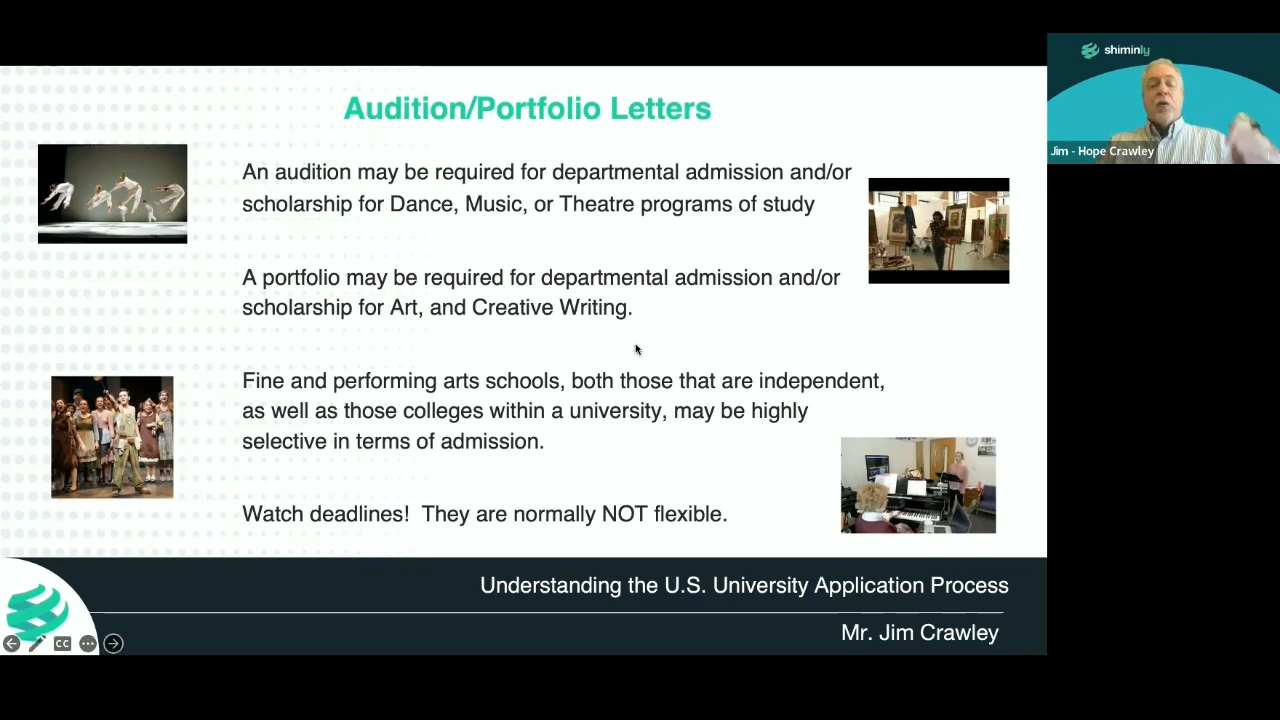 Audition/Portfolio Letters
An audition may be required for departmental admission and/or
scholarship for Dance, Music, or Theatre programs of study
A portfolio may be required for departmental admission and/or
scholarship for Art, and Creative Writing.
Fine and performing arts schools, both those that are independent,
as well as those colleges within a university, may be highly
selective in terms of admission.
Watch deadlines!  They are normally NOT flexible.
Understanding the U.S. University Application Process
Mr. Jim Crawley
CC
shiminly
Jim - Hope Crawley